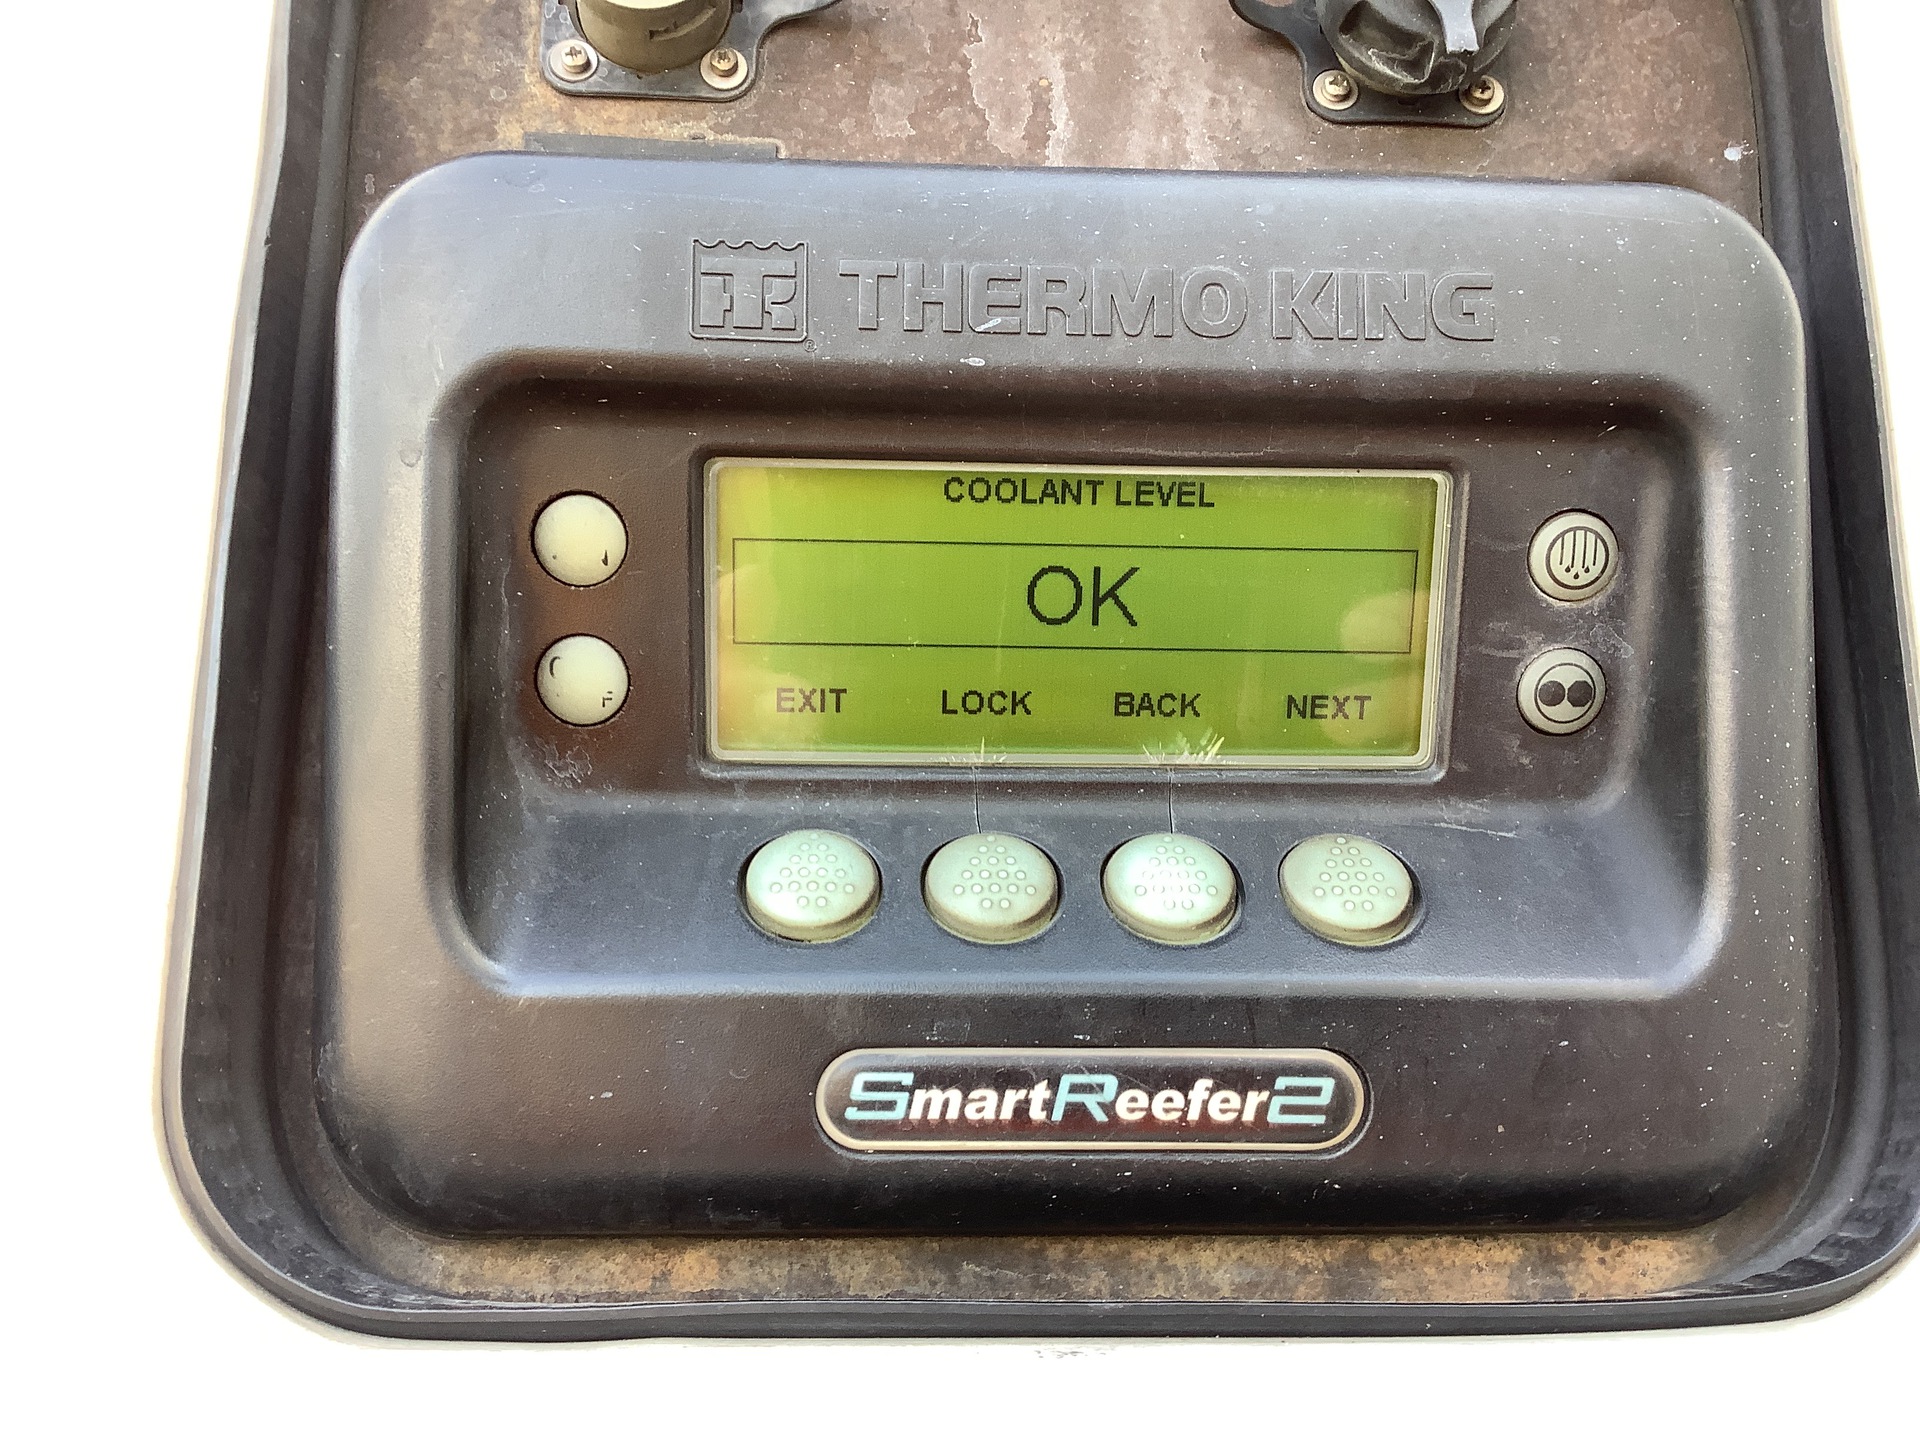 THERMO KING
COOLANT LEVEL
OK
EXIT LOCK BACK NEXT
SmartReefer2